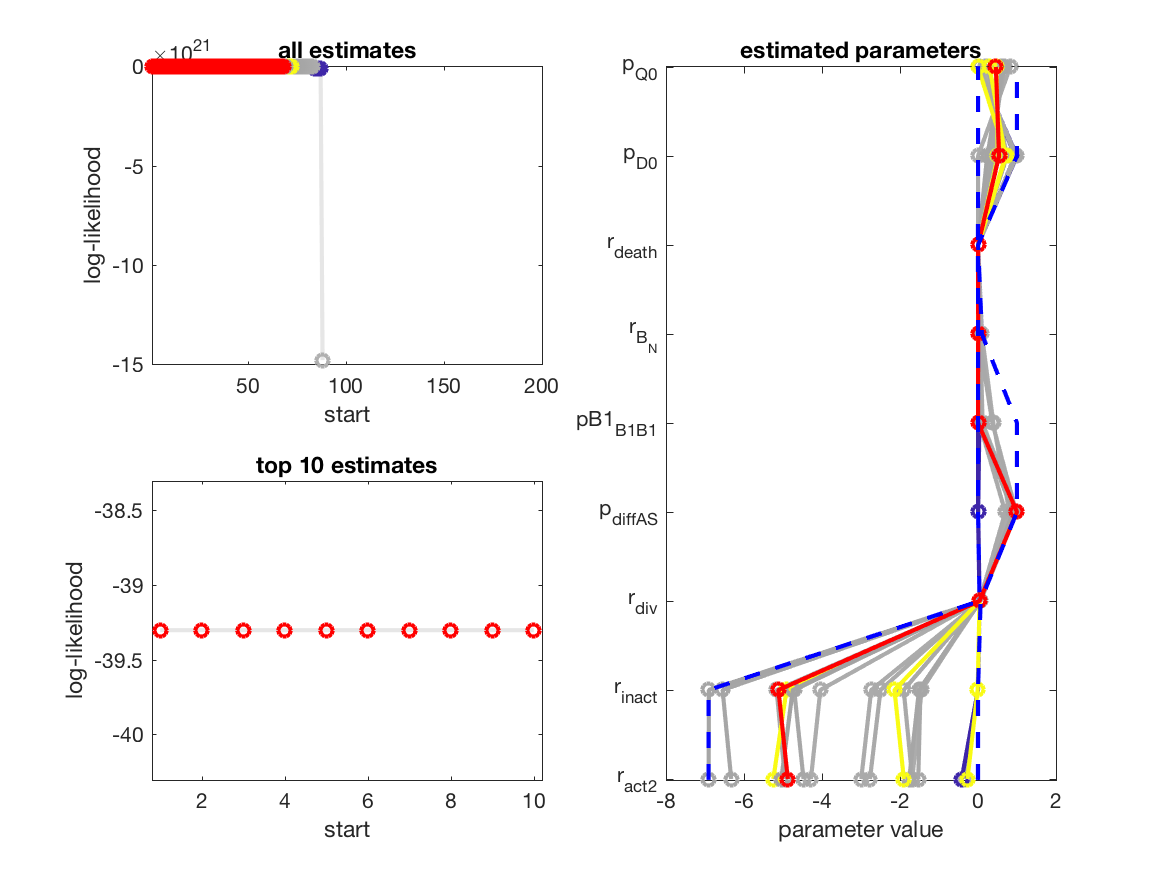 all estimates
×10^21
0
-5
-10
-15
log-likelihood
50
100
150
200
start
top 10 estimates
-38.5
-39
-39.5
-40
log-likelihood
2
4
6
8
10
start
estimated parameters
p_Q0
p_D0
r_death
r_B_N
pB1_B1B1
p_diffAS
r_div
r_inact
r_act2
-8
-6
-4
-2
0
2
parameter value